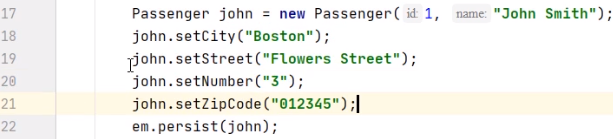 17 Passenger john = new Passenger( id: 1, name: "John Smith");
18 john.setCity("Boston");
19 john.setStreet("Flowers Street");
20 john.setNumber("3");
21 john.setZipCode("012345");
22 em.persist(john);